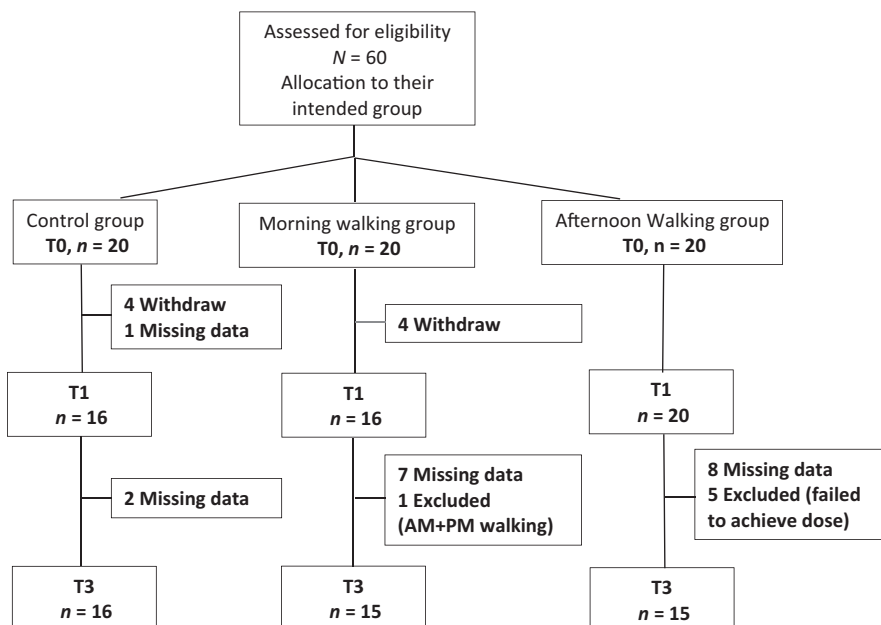 Assessed for eligibility
N = 60
Allocation to their
intended group
Control group
T0, n = 20
Morning walking group
T0, n = 20
Afternoon Walking group
T0, n = 20
4 Withdraw
1 Missing data
4 Withdraw
T1
n = 16
T1
n = 16
T1
n = 20
2 Missing data
7 Missing data
1 Excluded
(AM+PM walking)
8 Missing data
5 Excluded (failed
to achieve dose)
T3
n = 16
T3
n = 15
T3
n = 15